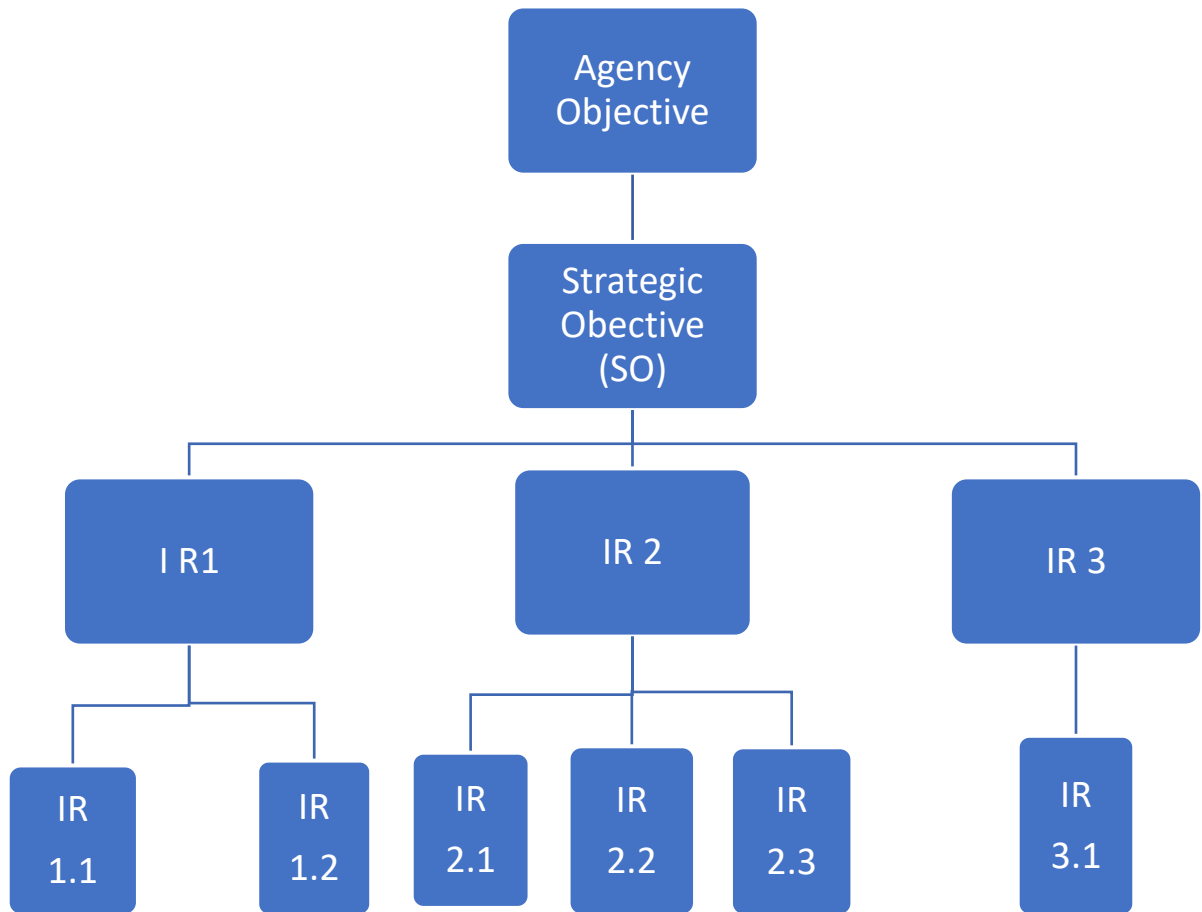 Agency
Objective
Strategic
Obective
(SO)
I R1
IR 2
IR 3
IR
1.1
IR
1.2
IR
2.1
IR
2.2
IR
2.3
IR
3.1